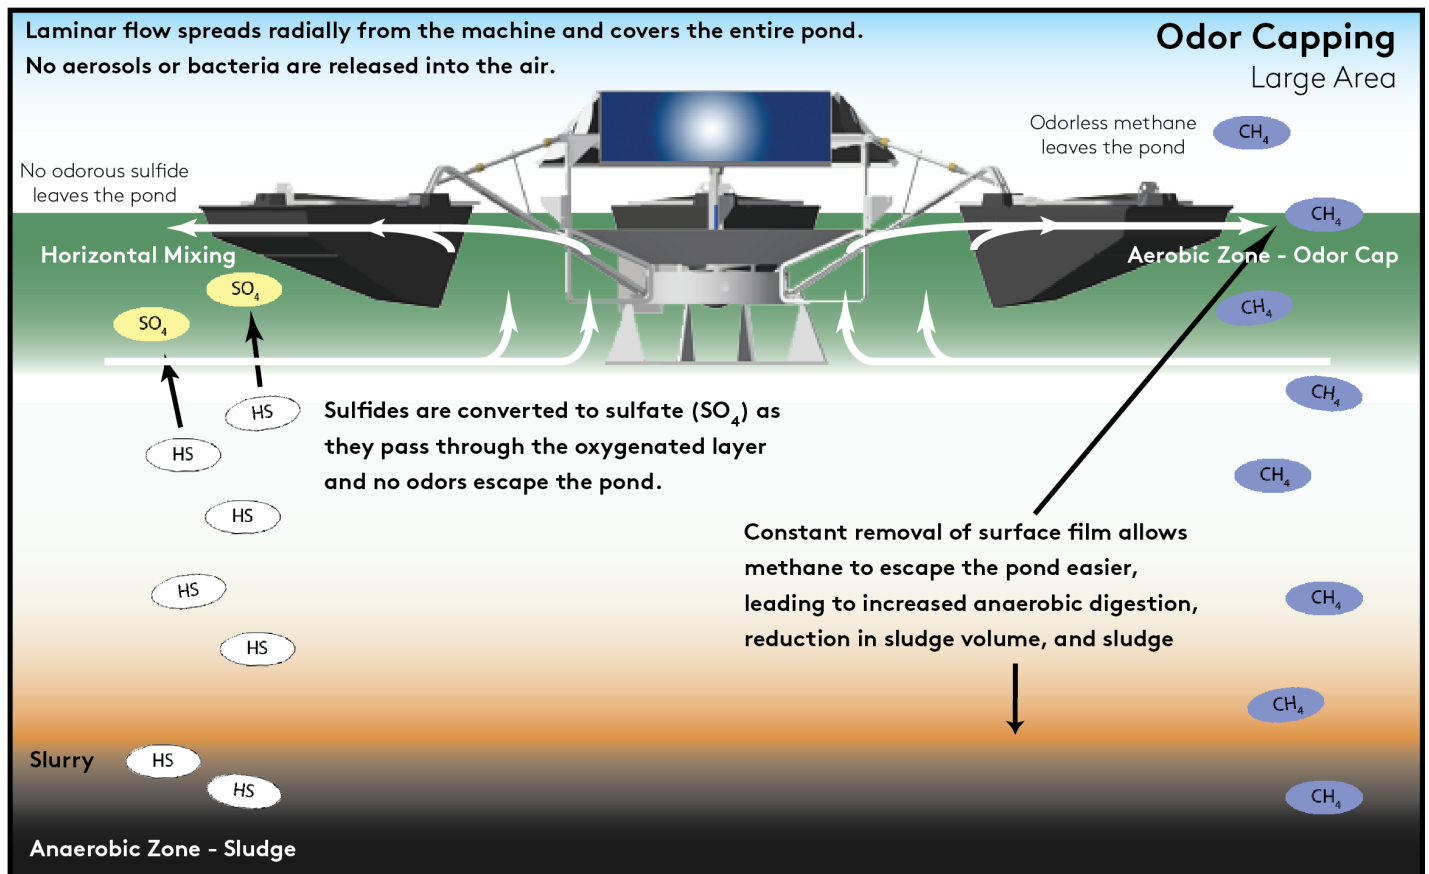 Laminar flow spreads radially from the machine and covers the entire pond.
No aerosols or bacteria are released into the air.
Odor Capping
Large Area
Odorless methane
leaves the pond
CH₄
No odorous sulfide
leaves the pond
CH₄
Horizontal Mixing
Aerobic Zone - Odor Cap
SO₄
CH₄
SO₄
CH₄
HS
Sulfides are converted to sulfate (SO₄) as
they pass through the oxygenated layer
and no odors escape the pond.
HS
CH₄
HS
Constant removal of surface film allows
methane to escape the pond easier,
leading to increased anaerobic digestion,
reduction in sludge volume, and sludge
HS
CH₄
HS
CH₄
Slurry
HS
HS
CH₄
Anaerobic Zone - Sludge